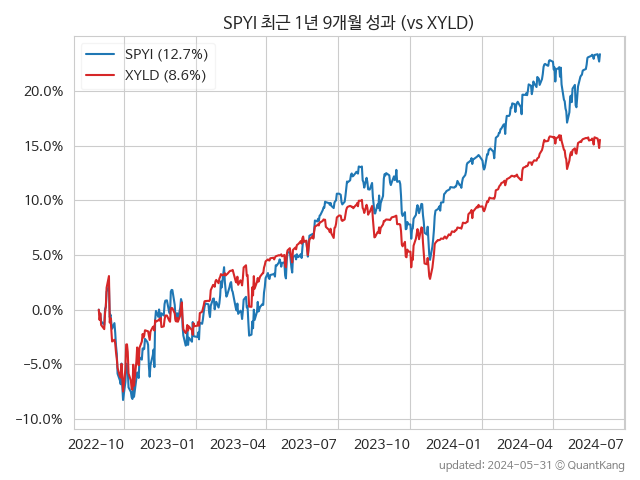 SPYI 최근 1년 9개월 성과 (vs XYLD)
SPYI (12.7%)
XYLD (8.6%)
20.0%
15.0%
10.0%
5.0%
0.0%
−5.0%
−10.0%
2022−10 2023−01 2023−04 2023−07 2023−10 2024−01 2024−04 2024−07
updated: 2024-05-31 © QuantKang